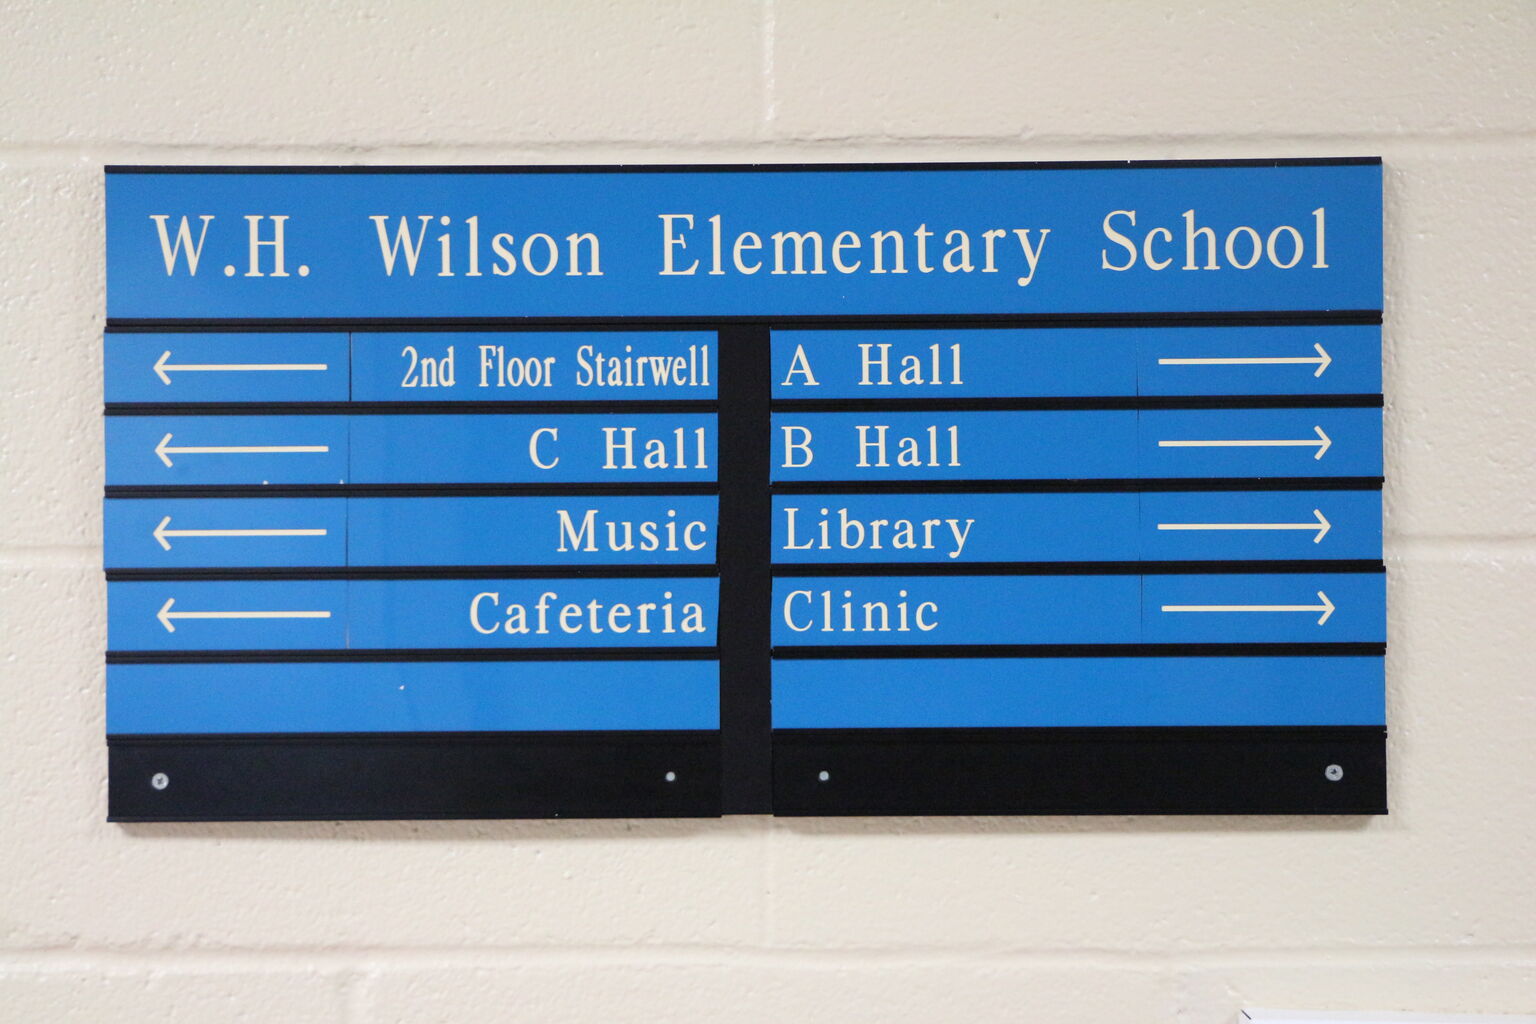 W.H. Wilson Elementary School
2nd Floor Stairwell
C Hall
Music
Cafeteria
A Hall
B Hall
Library
Clinic